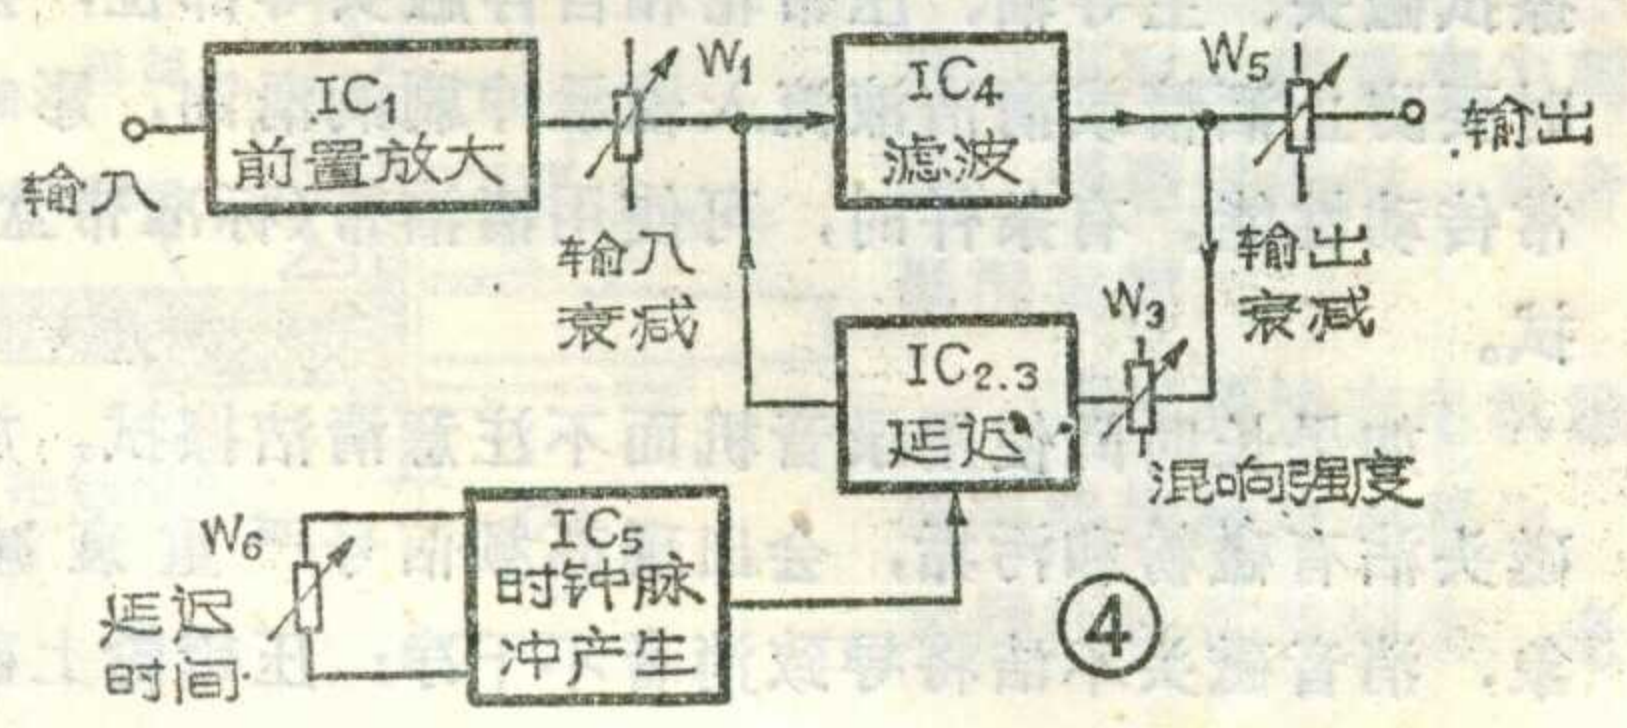 输入
IC₁
前置放大
W₁
输入
衰减
IC₄
滤波
W₅
输出
输出
衰减
W₃
混响强度
IC₂.₃
延迟
W₆
延迟
时间
IC₅
时钟脉
冲产生
④